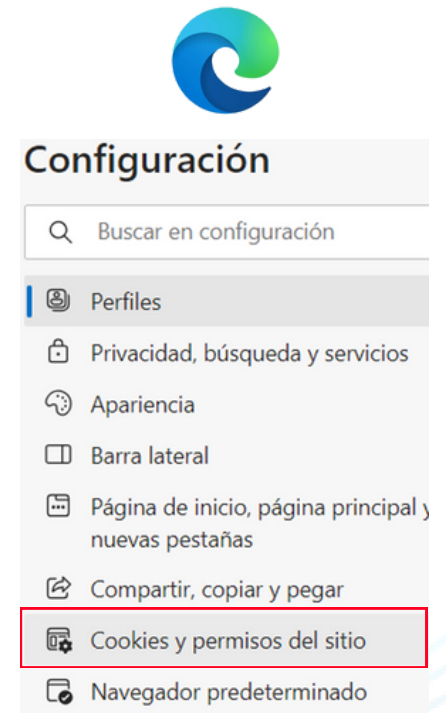 Configuración
Buscar en configuración
Perfiles
Privacidad, búsqueda y servicios
Apariencia
Barra lateral
Página de inicio, página principal y
nuevas pestañas
Compartir, copiar y pegar
Cookies y permisos del sitio
Navegador predeterminado